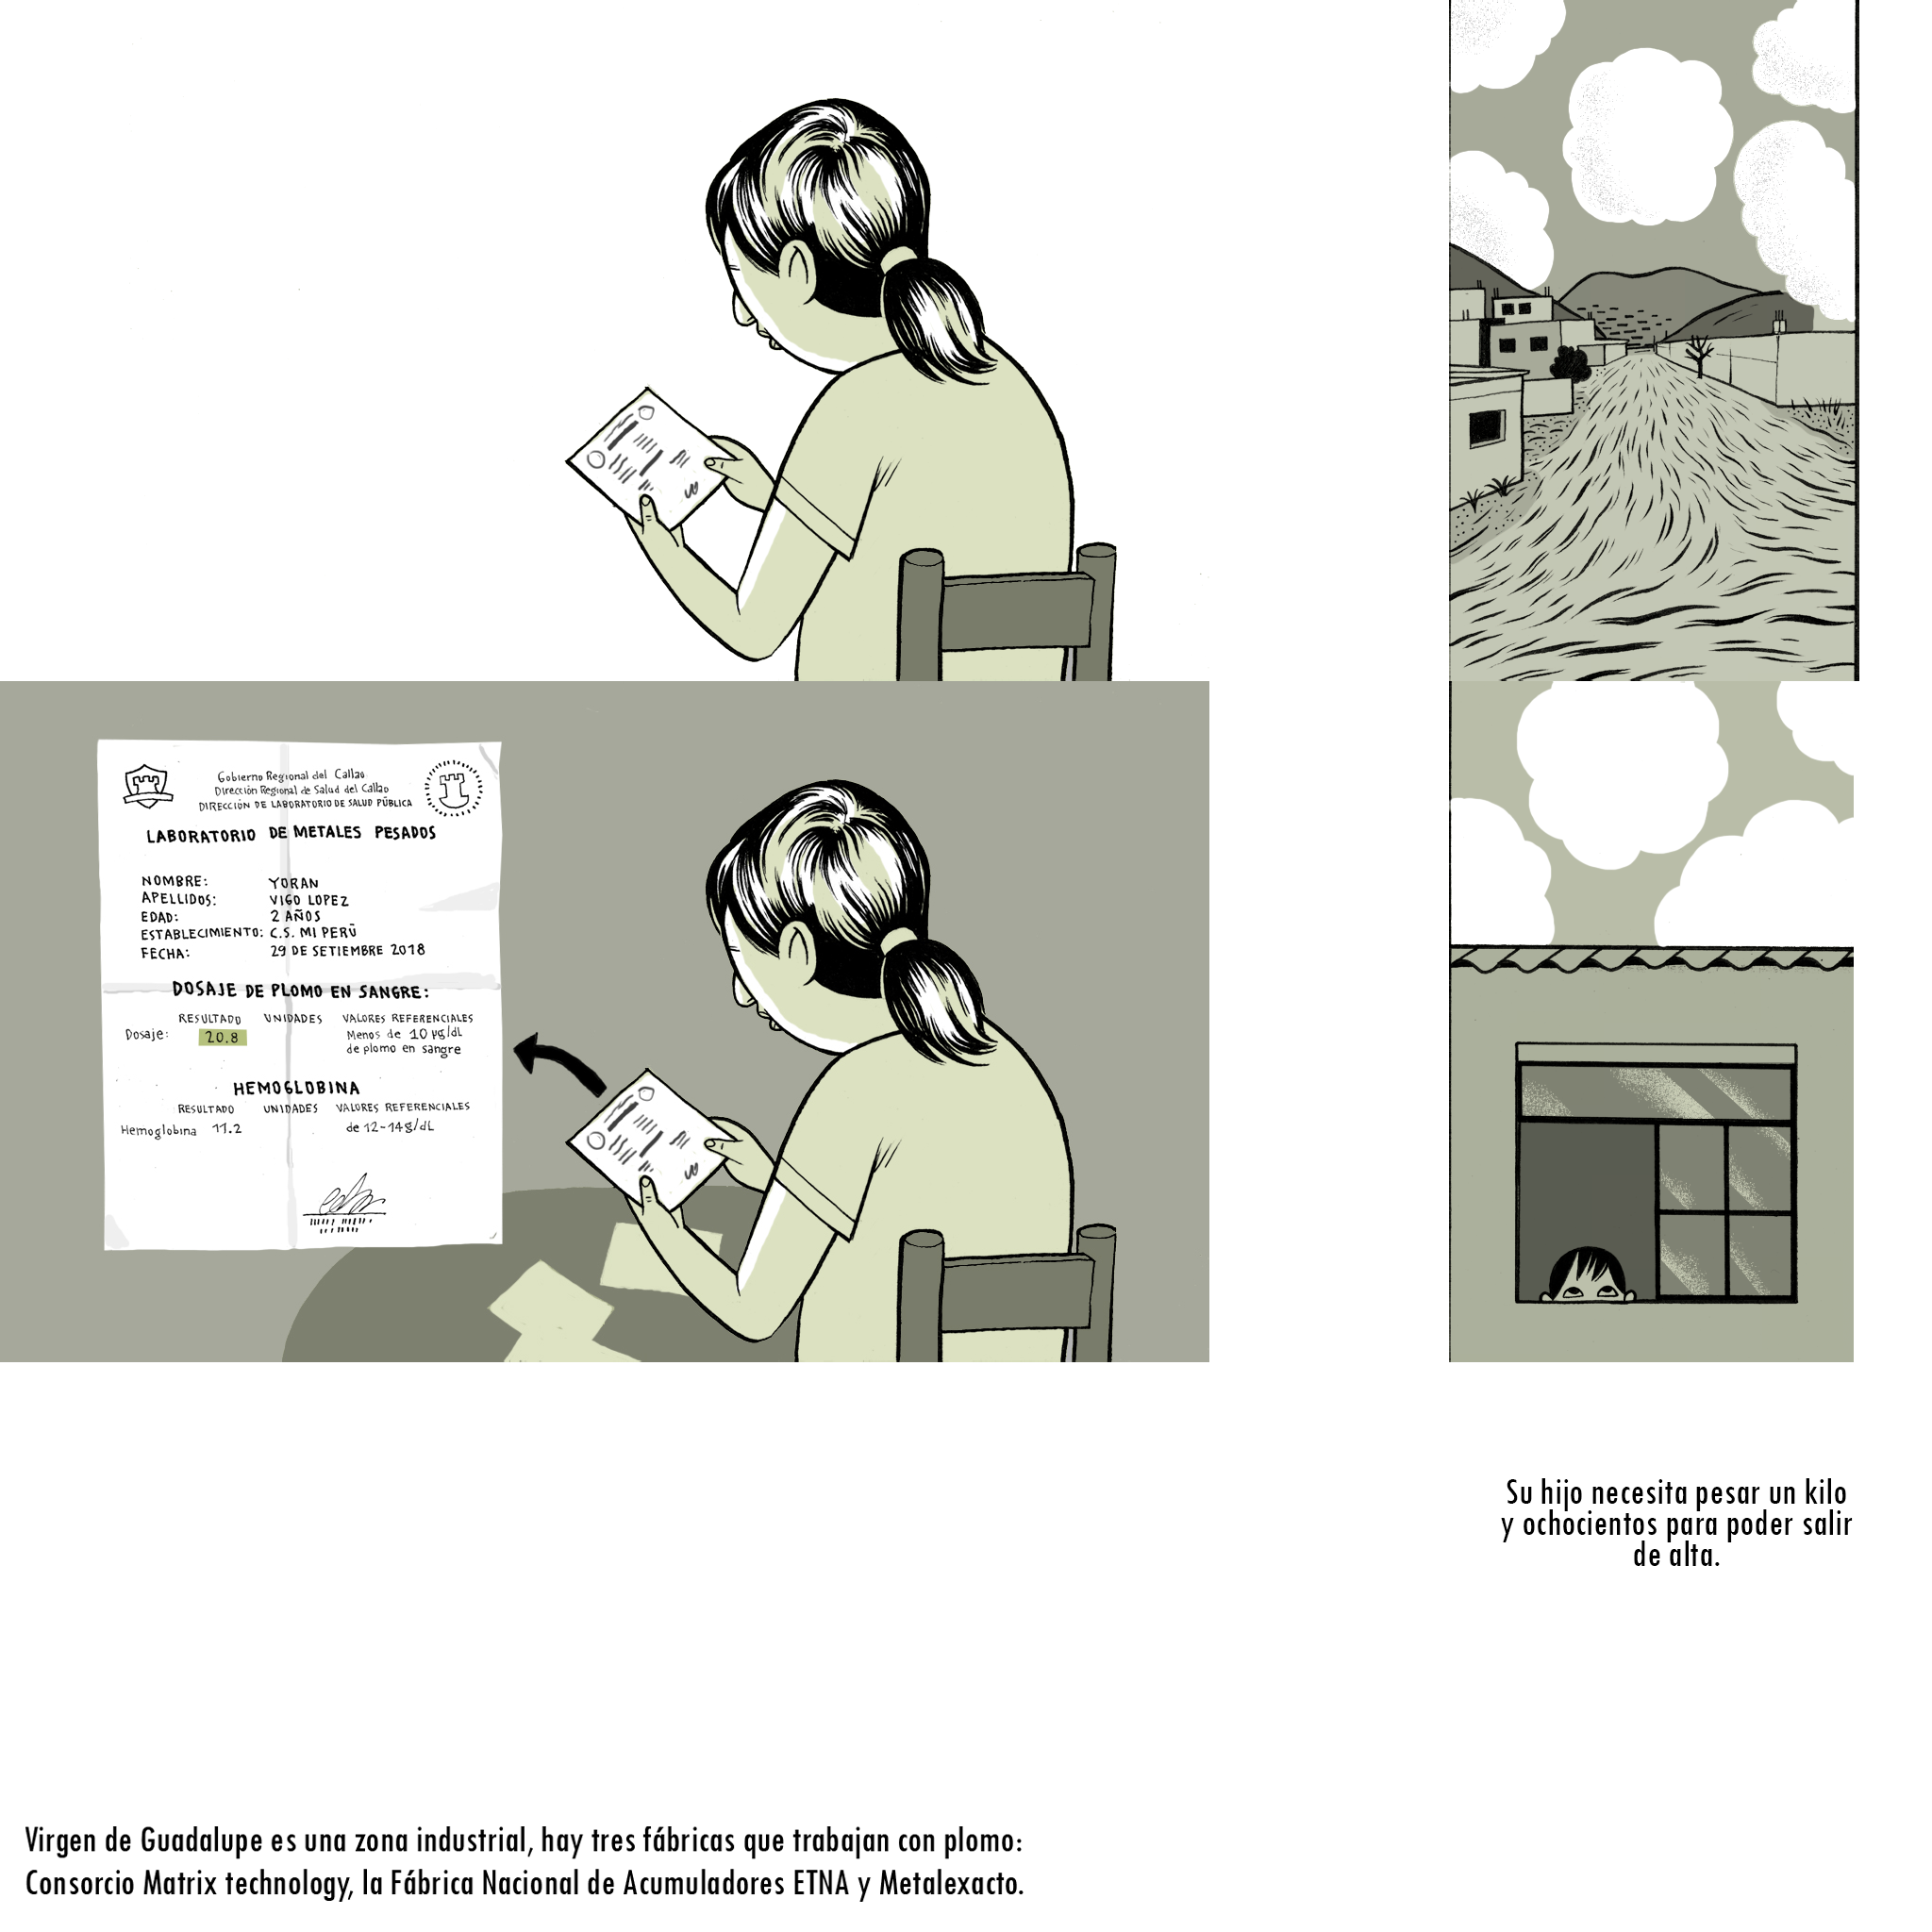 Gobierno Regional del Callao
Dirección Regional de Salud del Callao
DIRECCIÓN DE LABORATORIO DE SALUD PÚBLICA
LABORATORIO DE METALES PESADOS
NOMBRE: YORAN
APELLIDOS: VIGO LOPEZ
EDAD: 2 AÑOS
ESTABLECIMIENTO: C.S. MI PERÚ
FECHA: 29 DE SETIEMBRE 2018
DOSAJE DE PLOMO EN SANGRE:
RESULTADO UNIDADES VALORES REFERENCIALES
Dosaje: 20.8 Menos de 10 µg/dl
de plomo en sangre
HEMOGLOBINA
RESULTADO UNIDADES VALORES REFERENCIALES
Hemoglobina 11.2 de 12-14g/dL
Su hijo necesita pesar un kilo
y ochocientos para poder salir
de alta.
Virgen de Guadalupe es una zona industrial, hay tres fábricas que trabajan con plomo:
Consorcio Matrix technology, la Fábrica Nacional de Acumuladores ETNA y Metalexacto.